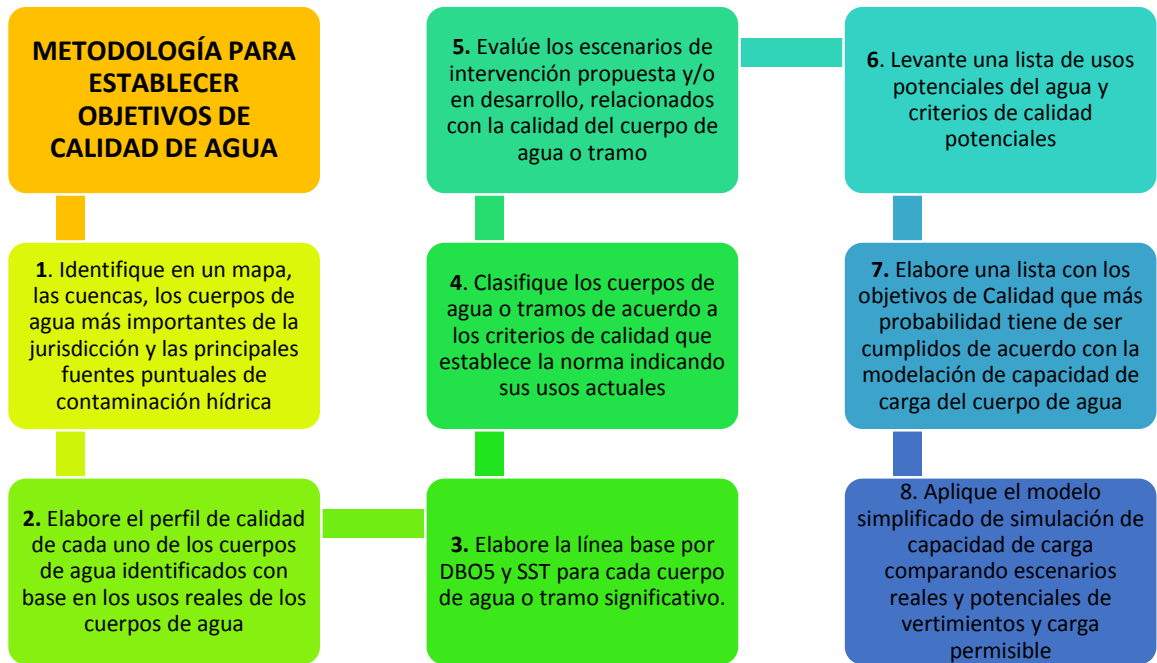 METODOLOGÍA PARA
ESTABLECER
OBJETIVOS DE
CALIDAD DE AGUA
1. Identifique en un mapa,
las cuencas, los cuerpos de
agua más importantes de la
jurisdicción y las principales
fuentes puntuales de
contaminación hídrica
2. Elabore el perfil de calidad
de cada uno de los cuerpos
de agua identificados con
base en los usos reales de los
cuerpos de agua
3. Elabore la línea base por
DBO5 y SST para cada cuerpo
de agua o tramo significativo.
4. Clasifique los cuerpos de
agua o tramos de acuerdo a
los criterios de calidad que
establece la norma indicando
sus usos actuales
5. Evalúe los escenarios de
intervención propuesta y/o
en desarrollo, relacionados
con la calidad del cuerpo de
agua o tramo
6. Levante una lista de usos
potenciales del agua y
criterios de calidad
potenciales
7. Elabore una lista con los
objetivos de Calidad que más
probabilidad tiene de ser
cumplidos de acuerdo con la
modelación de capacidad de
carga del cuerpo de agua
8. Aplique el modelo
simplificado de simulación de
capacidad de carga
comparando escenarios
reales y potenciales de
vertimientos y carga
permisible